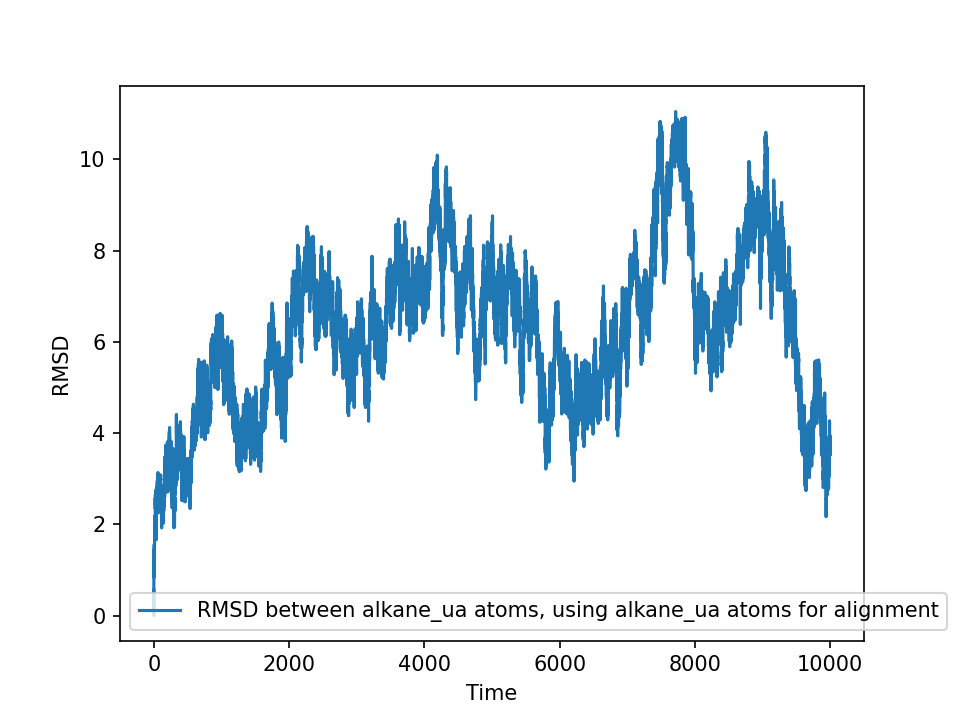 10
8
6
4
2
0
RMSD
RMSD between alkane_ua atoms, using alkane_ua atoms for alignment
0 2000 4000 6000 8000 10000
Time